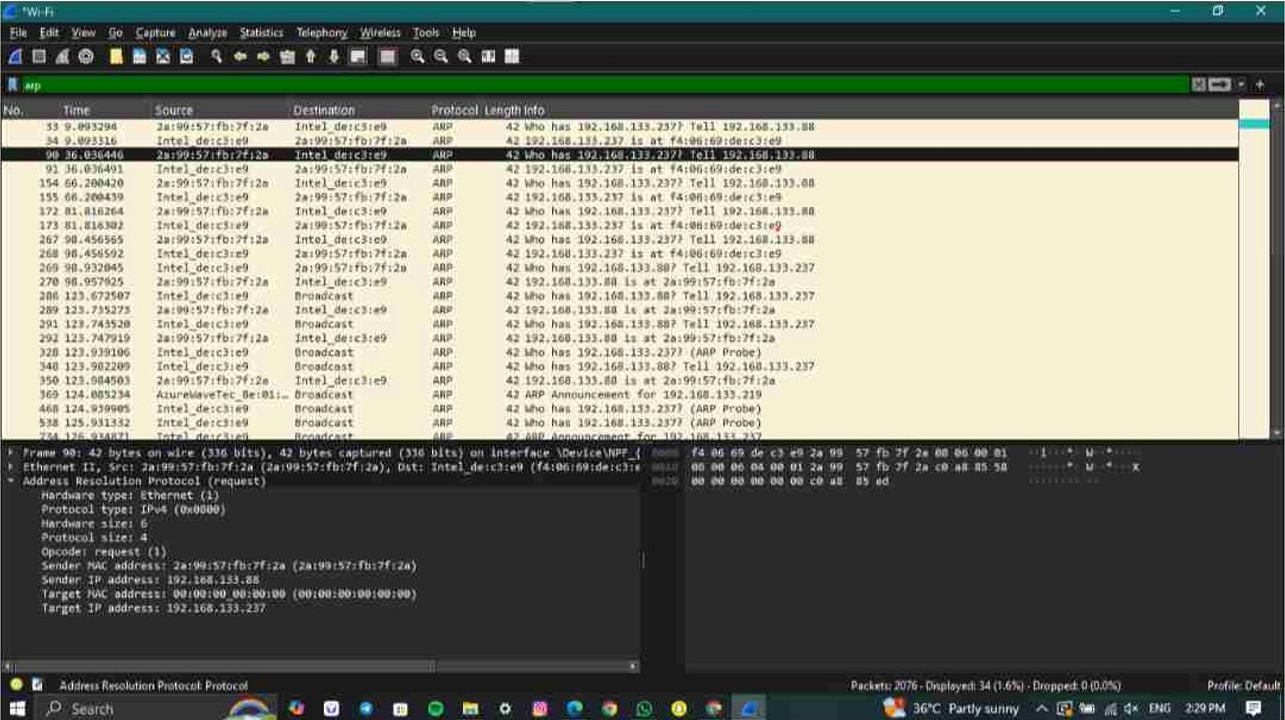 *Wi-Fi
File Edit View Go Capture Analyze Statistics Telephony Wireless Tools Help
arp
No. Time Source Destination Protocol Length Info
33 9.093294 2a:99:57:fb:7f:2a Intel_de:c3:e9 ARP 42 Who has 192.168.133.237? Tell 192.168.133.88
34 9.093316 Intel_de:c3:e9 2a:99:57:fb:7f:2a ARP 42 192.168.133.237 is at f4:06:69:de:c3:e9
90 36.036446 2a:99:57:fb:7f:2a Intel_de:c3:e9 ARP 42 Who has 192.168.133.237? Tell 192.168.133.88
91 36.036491 Intel_de:c3:e9 2a:99:57:fb:7f:2a ARP 42 192.168.133.237 is at f4:06:69:de:c3:e9
154 66.200420 2a:99:57:fb:7f:2a Intel_de:c3:e9 ARP 42 Who has 192.168.133.237? Tell 192.168.133.88
155 66.200439 Intel_de:c3:e9 2a:99:57:fb:7f:2a ARP 42 192.168.133.237 is at f4:06:69:de:c3:e9
172 81.816264 2a:99:57:fb:7f:2a Intel_de:c3:e9 ARP 42 Who has 192.168.133.237? Tell 192.168.133.88
173 81.816302 Intel_de:c3:e9 2a:99:57:fb:7f:2a ARP 42 192.168.133.237 is at f4:06:69:de:c3:e9
267 98.456565 2a:99:57:fb:7f:2a Intel_de:c3:e9 ARP 42 Who has 192.168.133.237? Tell 192.168.133.88
268 98.456592 Intel_de:c3:e9 2a:99:57:fb:7f:2a ARP 42 192.168.133.237 is at f4:06:69:de:c3:e9
269 98.932045 Intel_de:c3:e9 2a:99:57:fb:7f:2a ARP 42 Who has 192.168.133.88? Tell 192.168.133.237
270 98.957925 2a:99:57:fb:7f:2a Intel_de:c3:e9 ARP 42 192.168.133.88 is at 2a:99:57:fb:7f:2a
286 123.672507 Intel_de:c3:e9 Broadcast ARP 42 Who has 192.168.133.88? Tell 192.168.133.237
289 123.735273 2a:99:57:fb:7f:2a Intel_de:c3:e9 ARP 42 192.168.133.88 is at 2a:99:57:fb:7f:2a
291 123.743520 Intel_de:c3:e9 Broadcast ARP 42 Who has 192.168.133.88? Tell 192.168.133.237
292 123.747919 2a:99:57:fb:7f:2a Intel_de:c3:e9 ARP 42 192.168.133.88 is at 2a:99:57:fb:7f:2a
328 123.939106 Intel_de:c3:e9 Broadcast ARP 42 Who has 192.168.133.237? (ARP Probe)
348 123.982209 Intel_de:c3:e9 Broadcast ARP 42 Who has 192.168.133.88? Tell 192.168.133.237
350 123.984503 2a:99:57:fb:7f:2a Intel_de:c3:e9 ARP 42 192.168.133.88 is at 2a:99:57:fb:7f:2a
369 124.085234 AzureWaveTec_8e:01:… Broadcast ARP 42 ARP Announcement for 192.168.133.219
468 124.939905 Intel_de:c3:e9 Broadcast ARP 42 Who has 192.168.133.237? (ARP Probe)
538 125.931332 Intel_de:c3:e9 Broadcast ARP 42 Who has 192.168.133.237? (ARP Probe)
734 126.934871 Intel_de:c3:e9 Broadcast ARP 42 ARP Announcement for 192.168.133.237
Frame 90: 42 bytes on wire (336 bits), 42 bytes captured (336 bits) on interface \Device\NPF_{
Ethernet II, Src: 2a:99:57:fb:7f:2a (2a:99:57:fb:7f:2a), Dst: Intel_de:c3:e9 (f4:06:69:de:c3:e
Address Resolution Protocol (request)
Hardware type: Ethernet (1)
Protocol type: IPv4 (0x0800)
Hardware size: 6
Protocol size: 4
Opcode: request (1)
Sender MAC address: 2a:99:57:fb:7f:2a (2a:99:57:fb:7f:2a)
Sender IP address: 192.168.133.88
Target MAC address: 00:00:00_00:00:00 (00:00:00:00:00:00)
Target IP address: 192.168.133.237
0000 f4 06 69 de c3 e9 2a 99 57 fb 7f 2a 08 06 00 01 ··i···*· W··*····
0010 08 00 06 04 00 01 2a 99 57 fb 7f 2a c0 a8 85 58 ······*· W··*···X
0020 00 00 00 00 00 00 c0 a8 85 ed ········ ··
Address Resolution Protocol: Protocol
Packets: 2076 · Displayed: 34 (1.6%) · Dropped: 0 (0.0%)
Profile: Default
Search
36°C Partly sunny
ENG
2:29 PM